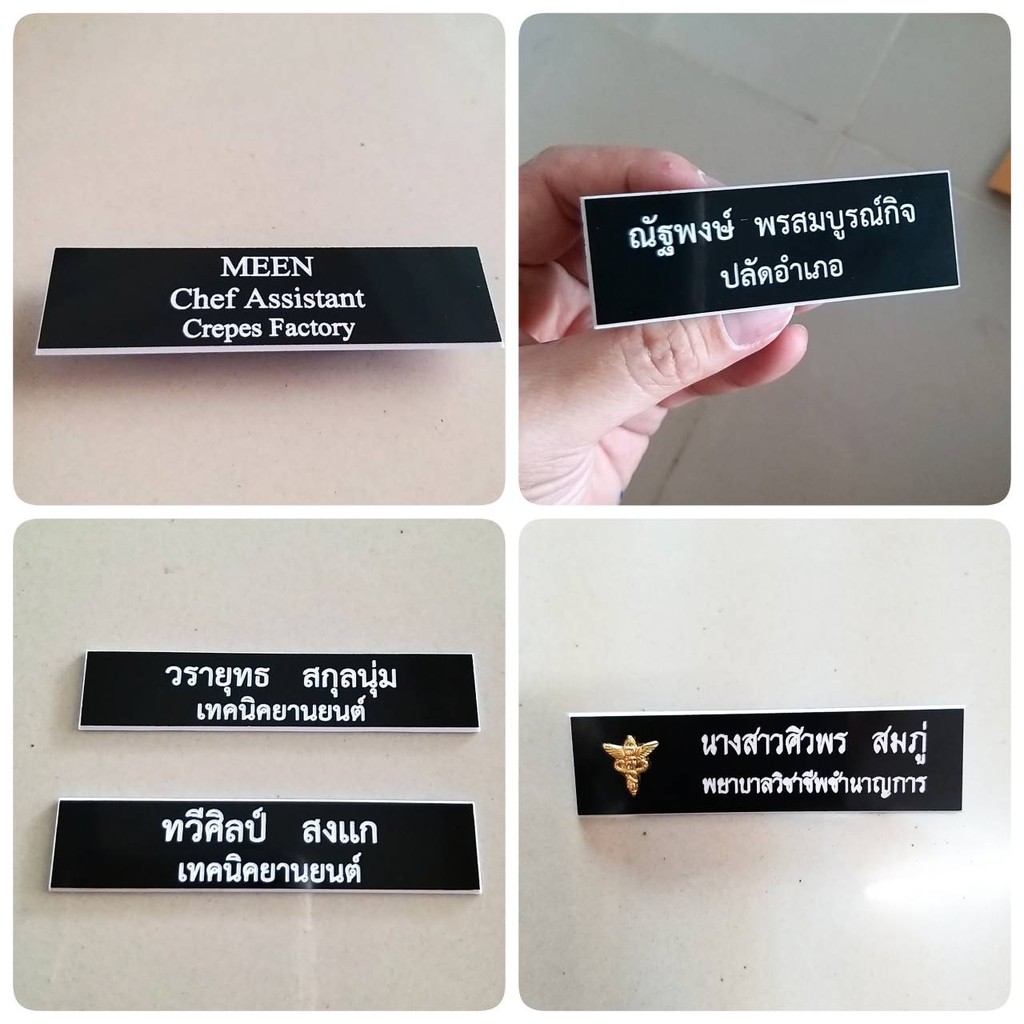 MEEN
Chef Assistant
Crepes Factory
ณัฐพงษ์ พรสมบูรณ์กิจ
ปลัดอำเภอ
วรายุทธ สกุลนุ่ม
เทคนิคยานยนต์
ทวีศิลป์ สงแก
เทคนิคยานยนต์
นางสาวศิวพร สมภู่
พยาบาลวิชาชีพชำนาญการ